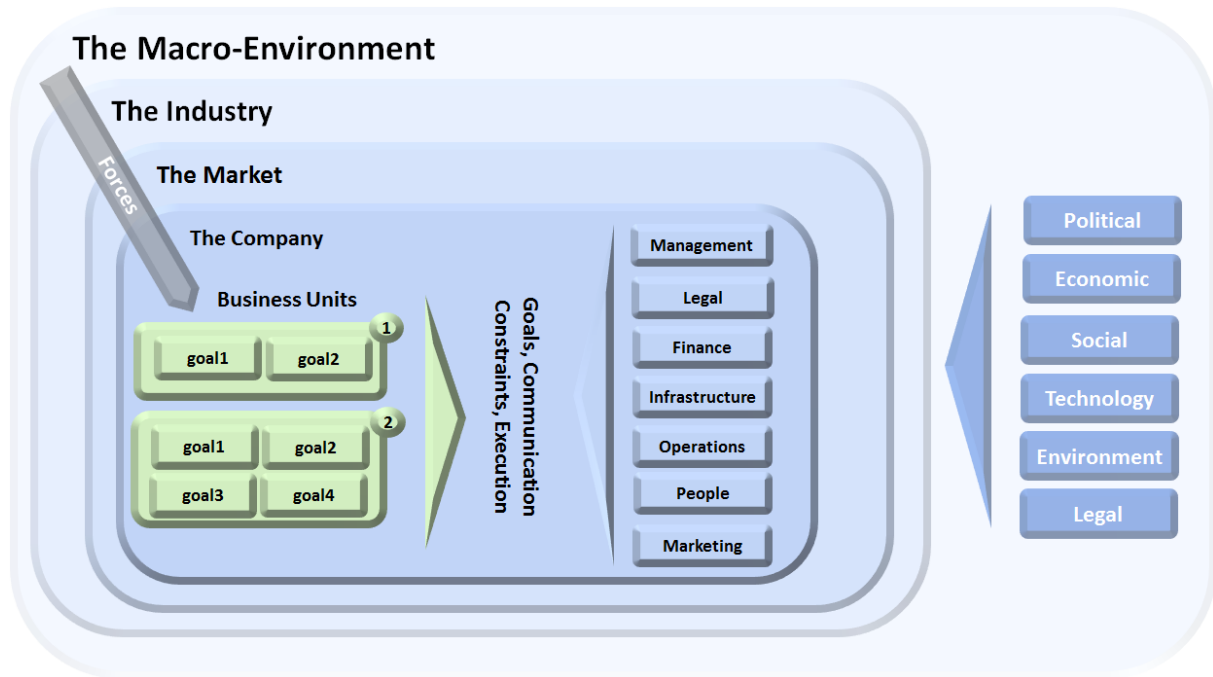 The Macro-Environment
The Industry
Forces
The Market
The Company
Business Units
1
goal1
goal2
2
goal1
goal2
goal3
goal4
Goals, Communication
Constraints, Execution
Management
Legal
Finance
Infrastructure
Operations
People
Marketing
Political
Economic
Social
Technology
Environment
Legal